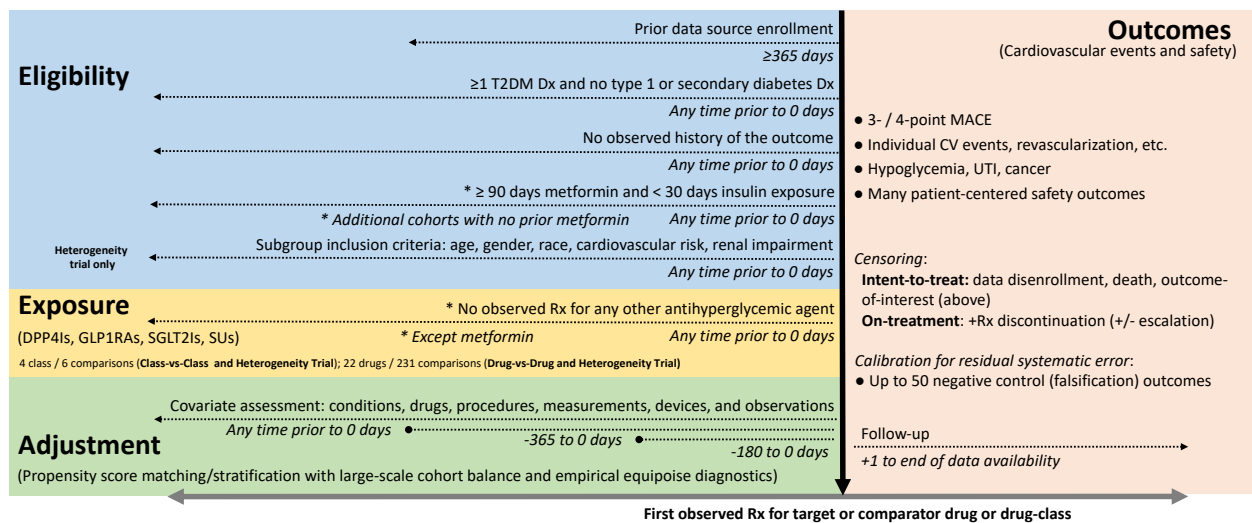 Eligibility
Prior data source enrollment
≥365 days
≥1 T2DM Dx and no type 1 or secondary diabetes Dx
Any time prior to 0 days
No observed history of the outcome
Any time prior to 0 days
* ≥ 90 days metformin and < 30 days insulin exposure
* Additional cohorts with no prior metformin Any time prior to 0 days
Heterogeneity
trial only
Subgroup inclusion criteria: age, gender, race, cardiovascular risk, renal impairment
Any time prior to 0 days
Exposure
(DPP4Is, GLP1RAs, SGLT2Is, SUs)
* No observed Rx for any other antihyperglycemic agent
* Except metformin Any time prior to 0 days
4 class / 6 comparisons (Class-vs-Class and Heterogeneity Trial); 22 drugs / 231 comparisons (Drug-vs-Drug and Heterogeneity Trial)
Adjustment
Covariate assessment: conditions, drugs, procedures, measurements, devices, and observations
Any time prior to 0 days
-365 to 0 days
-180 to 0 days
(Propensity score matching/stratification with large-scale cohort balance and empirical equipoise diagnostics)
Outcomes
(Cardiovascular events and safety)
● 3- / 4-point MACE
● Individual CV events, revascularization, etc.
● Hypoglycemia, UTI, cancer
● Many patient-centered safety outcomes
Censoring:
Intent-to-treat: data disenrollment, death, outcome-
of-interest (above)
On-treatment: +Rx discontinuation (+/- escalation)
Calibration for residual systematic error:
● Up to 50 negative control (falsification) outcomes
Follow-up
+1 to end of data availability
First observed Rx for target or comparator drug or drug-class